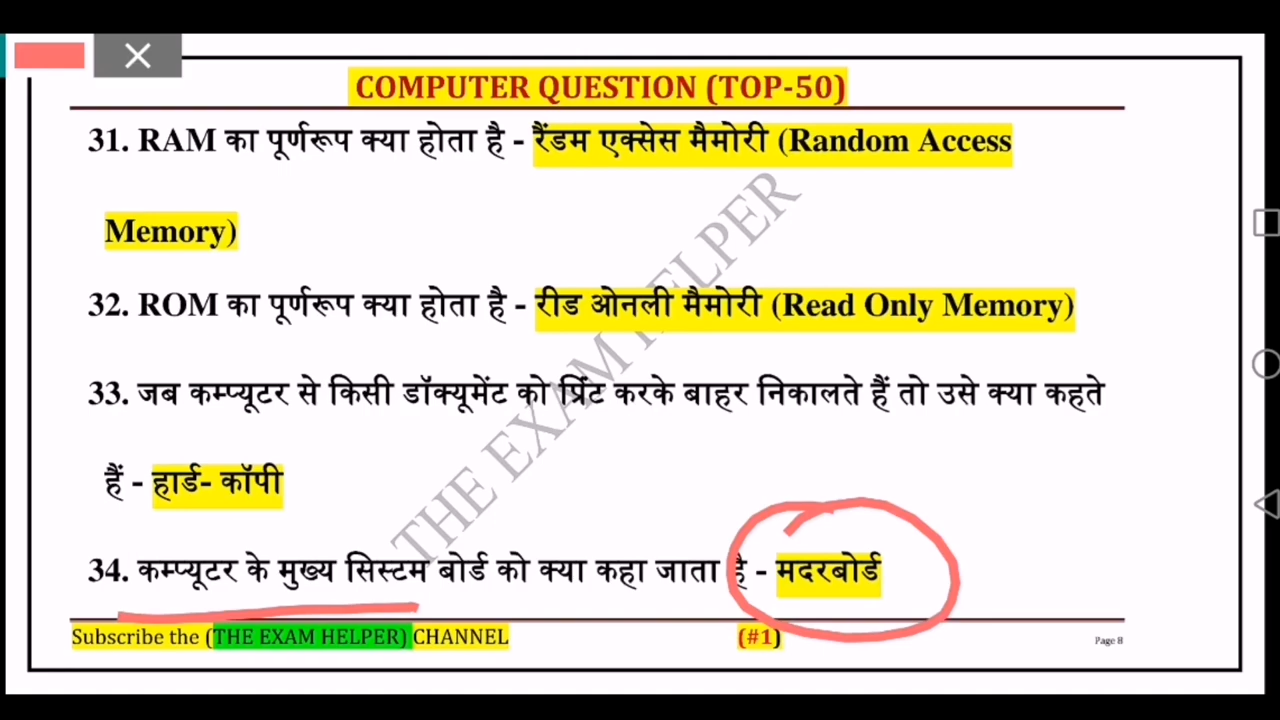 COMPUTER QUESTION (TOP-50)
31. RAM का पूर्णरूप क्या होता है - रैंडम एक्सेस मैमोरी (Random Access
Memory)
32. ROM का पूर्णरूप क्या होता है - रीड ओनली मैमोरी (Read Only Memory)
33. जब कम्प्यूटर से किसी डॉक्यूमेंट को प्रिंट करके बाहर निकालते हैं तो उसे क्या कहते
हैं - हार्ड- कॉपी
34. कम्प्यूटर के मुख्य सिस्टम बोर्ड को क्या कहा जाता है - मदरबोर्ड
Subscribe the (THE EXAM HELPER) CHANNEL (#1) Page 8
THE EXAM HELPER